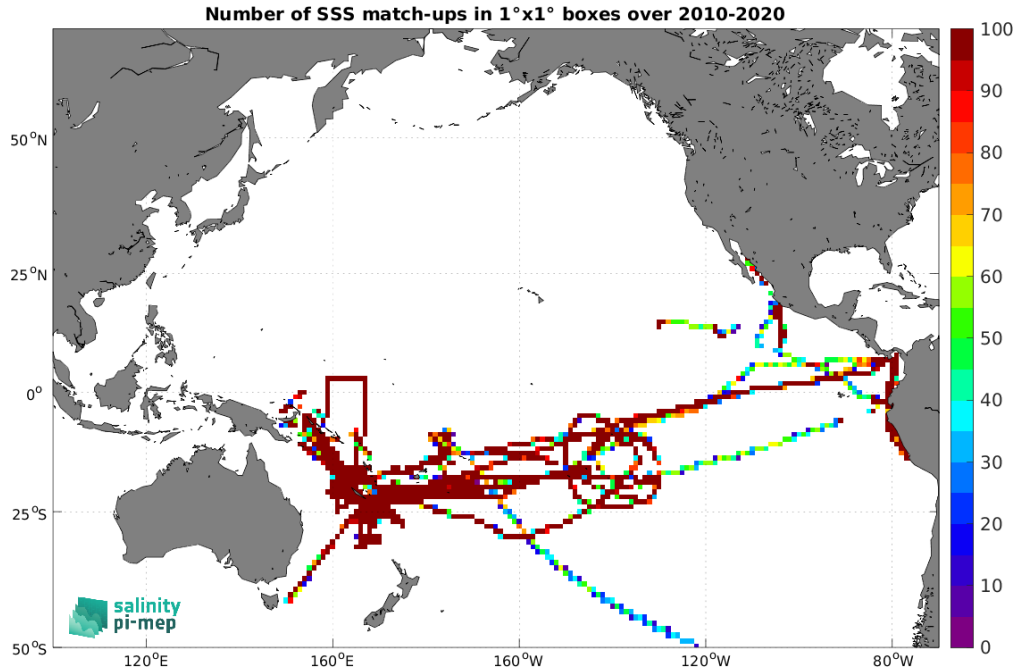 Number of SSS match-ups in 1°x1° boxes over 2010-2020
50°N
25°N
0°
25°S
50°S
120°E
160°E
160°W
120°W
80°W
100
90
80
70
60
50
40
30
20
10
0
salinity
pi-mep